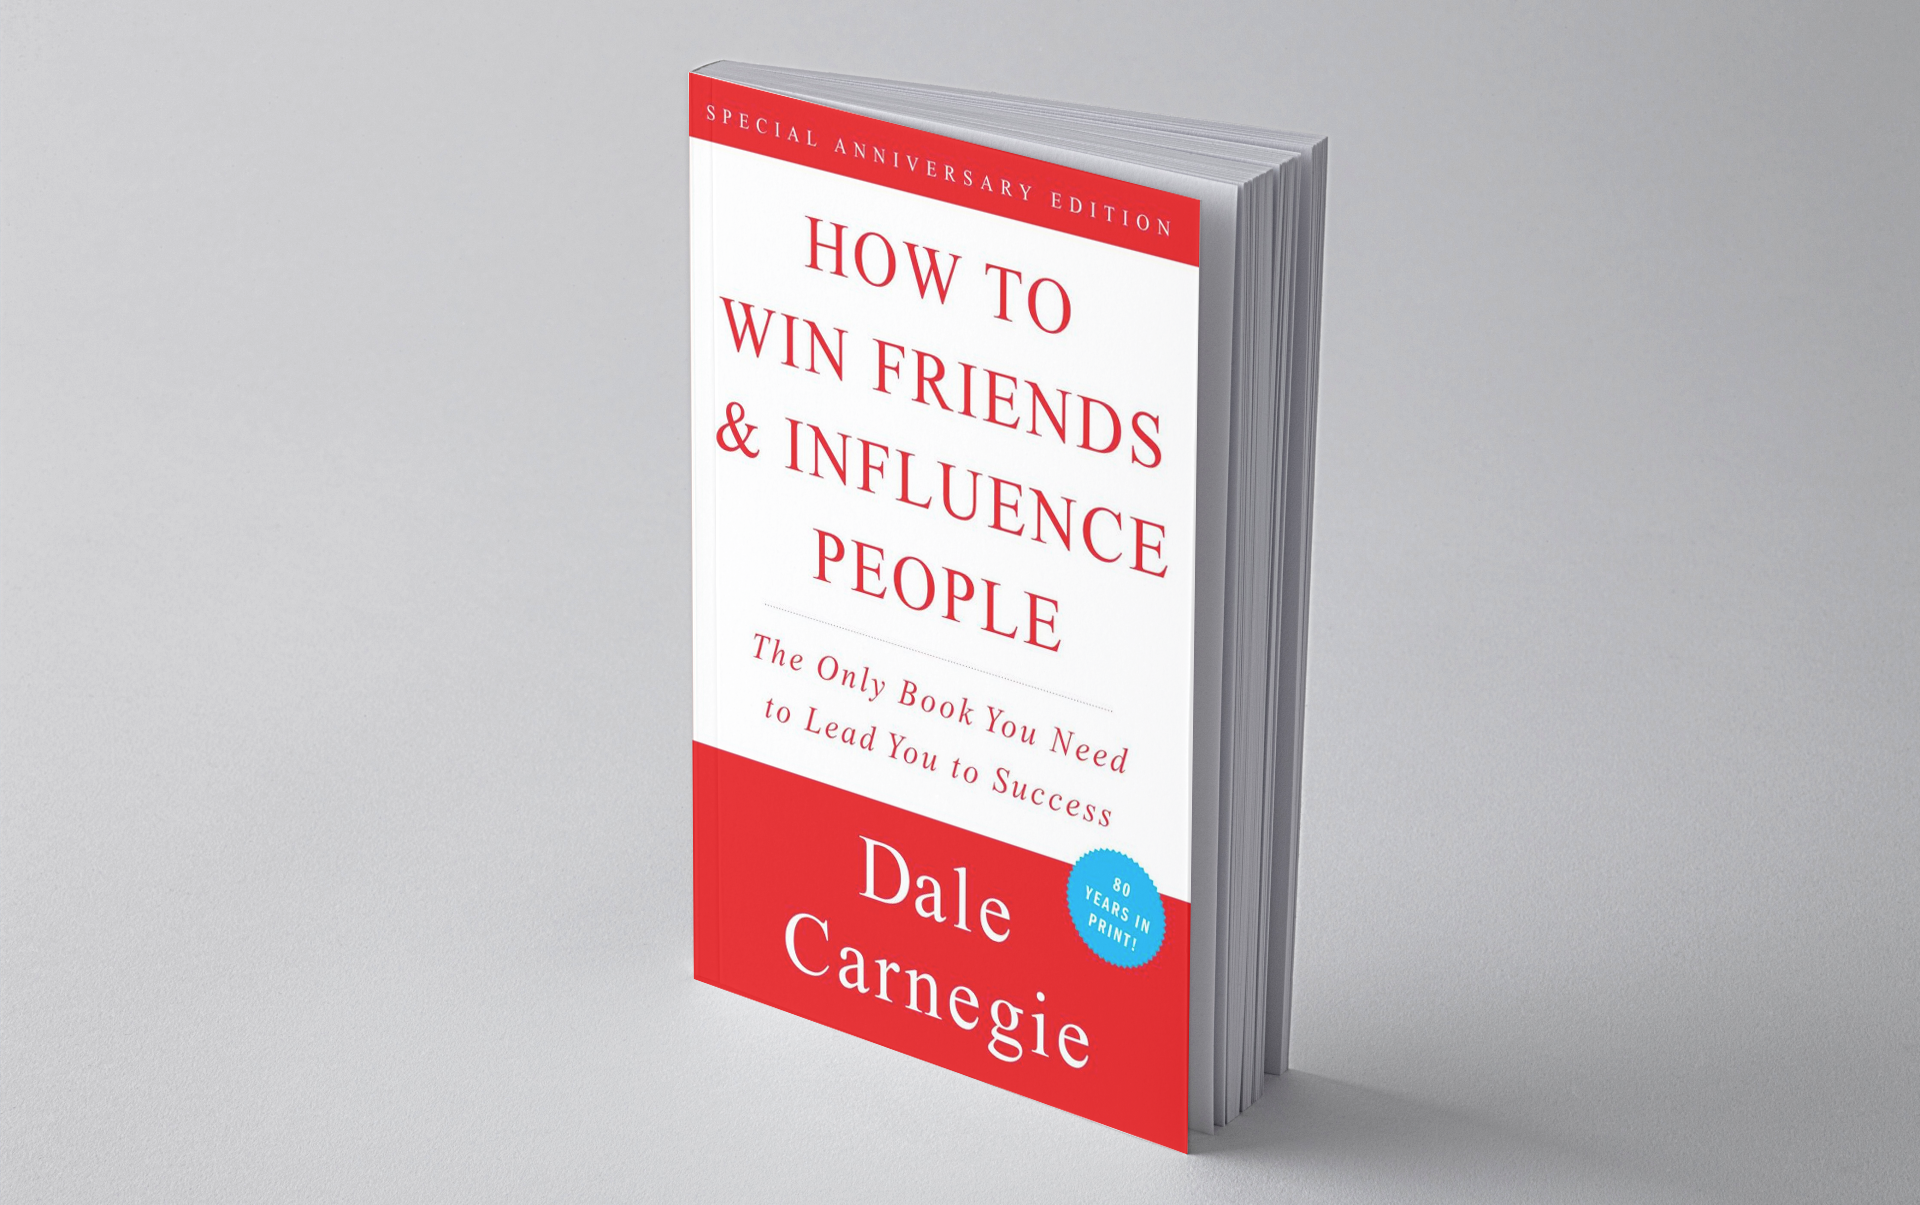 SPECIAL ANNIVERSARY EDITION
HOW TO
WIN FRIENDS
& INFLUENCE
PEOPLE
The Only Book You Need
to Lead You to Success
80
YEARS IN
PRINT!
Dale
Carnegie